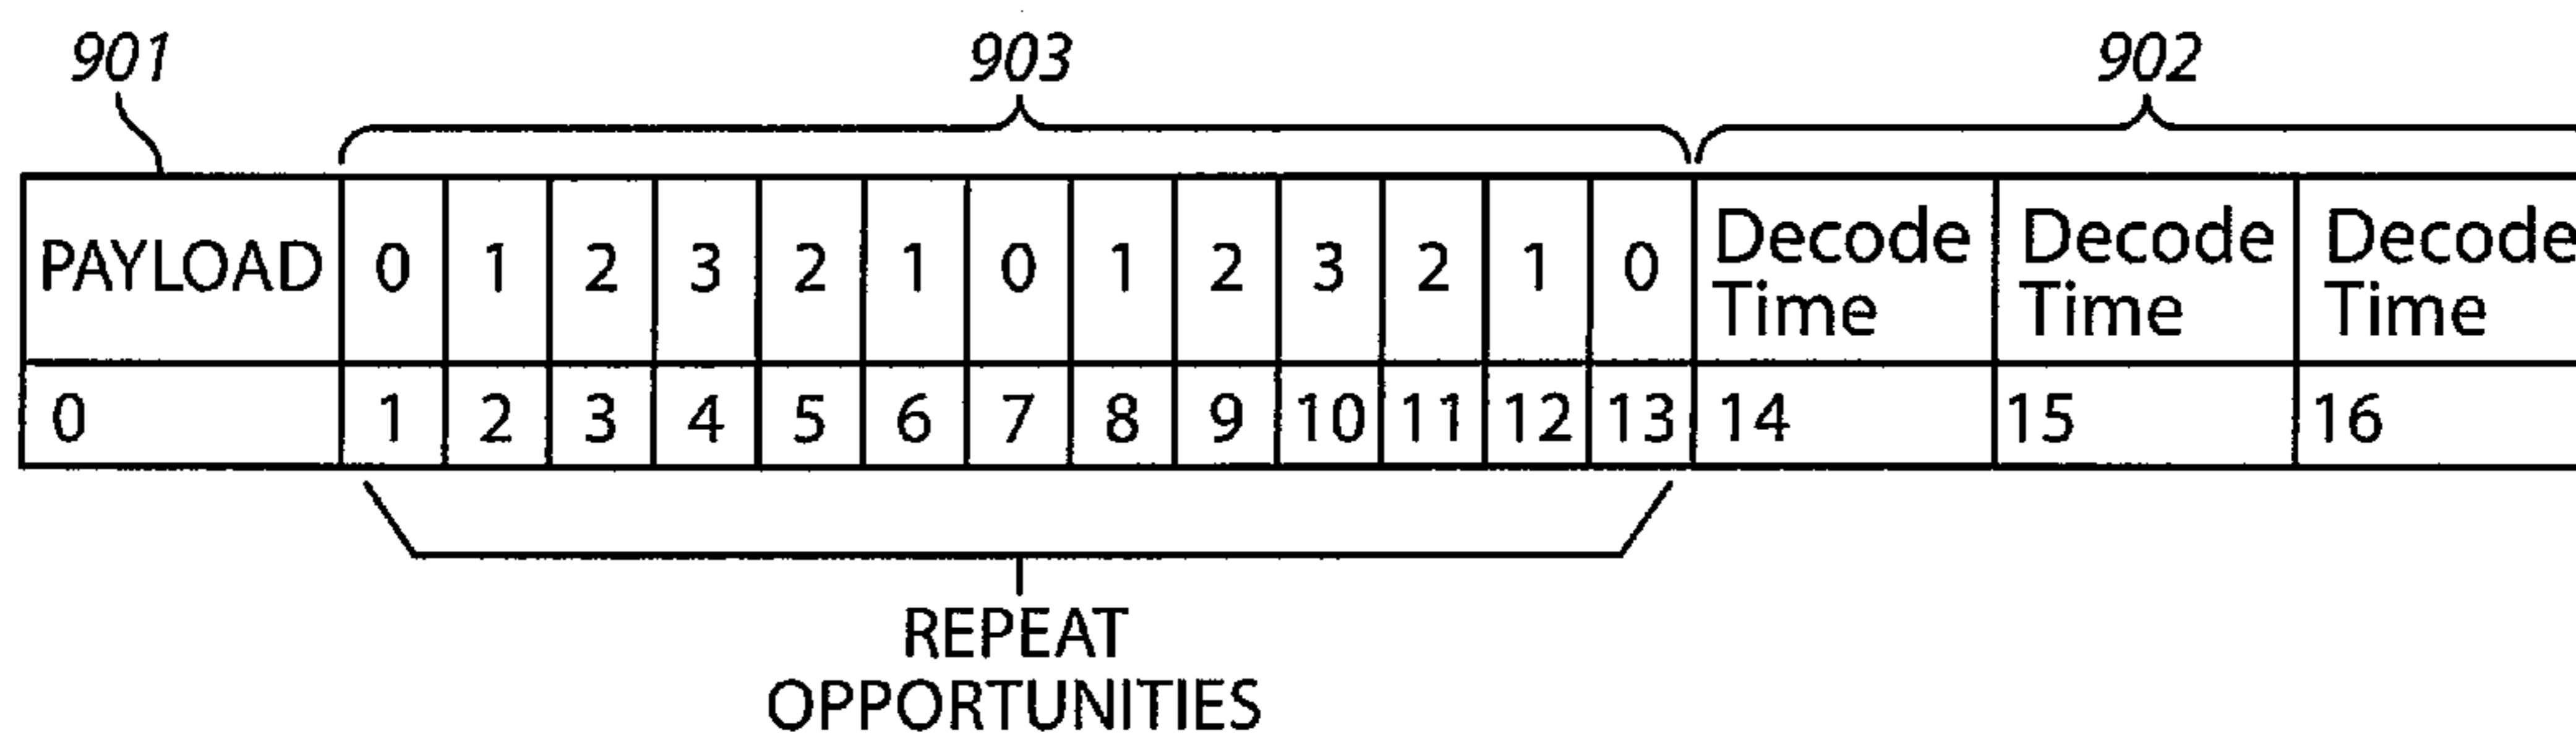 901 903 902
PAYLOAD 0 1 2 3 2 1 0 1 2 3 2 1 0 Decode Time Decode Time Decode Time
0 1 2 3 4 5 6 7 8 9 10 11 12 13 14 15 16
REPEAT
OPPORTUNITIES